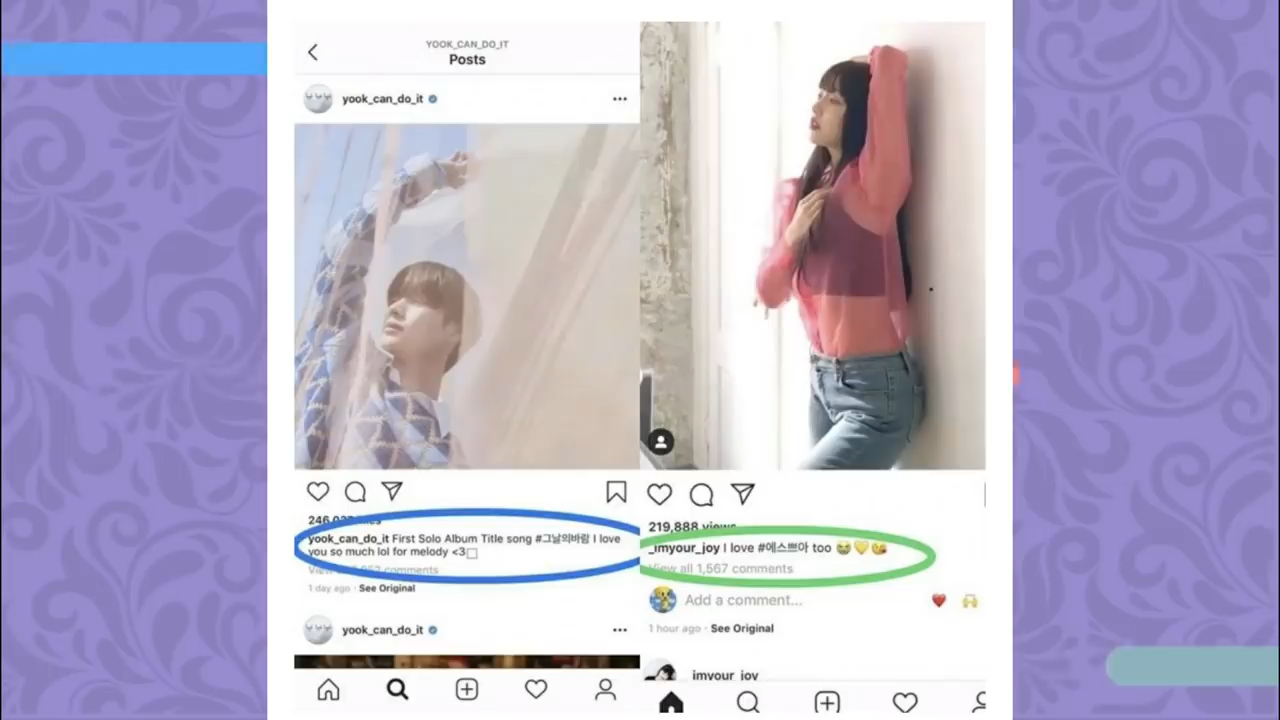 YOOK_CAN_DO_IT
Posts
yook_can_do_it
yook_can_do_it First Solo Album Title song #그날의바람 I love
you so much lol for melody <3
comments
1 day ago · See Original
yook_can_do_it
219,888 views
_imyour_joy I love #에스쁘아 too 😭💛😘
View all 1,567 comments
Add a comment...
1 hour ago · See Original
imyour_joy